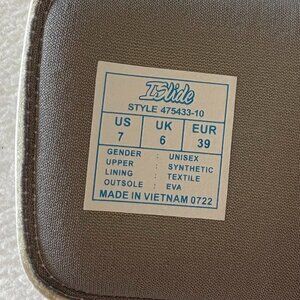 ISlide
STYLE 475433-10
US UK EUR
7 6 39
GENDER : UNISEX
UPPER : SYNTHETIC
LINING : TEXTILE
OUTSOLE : EVA
MADE IN VIETNAM 0722